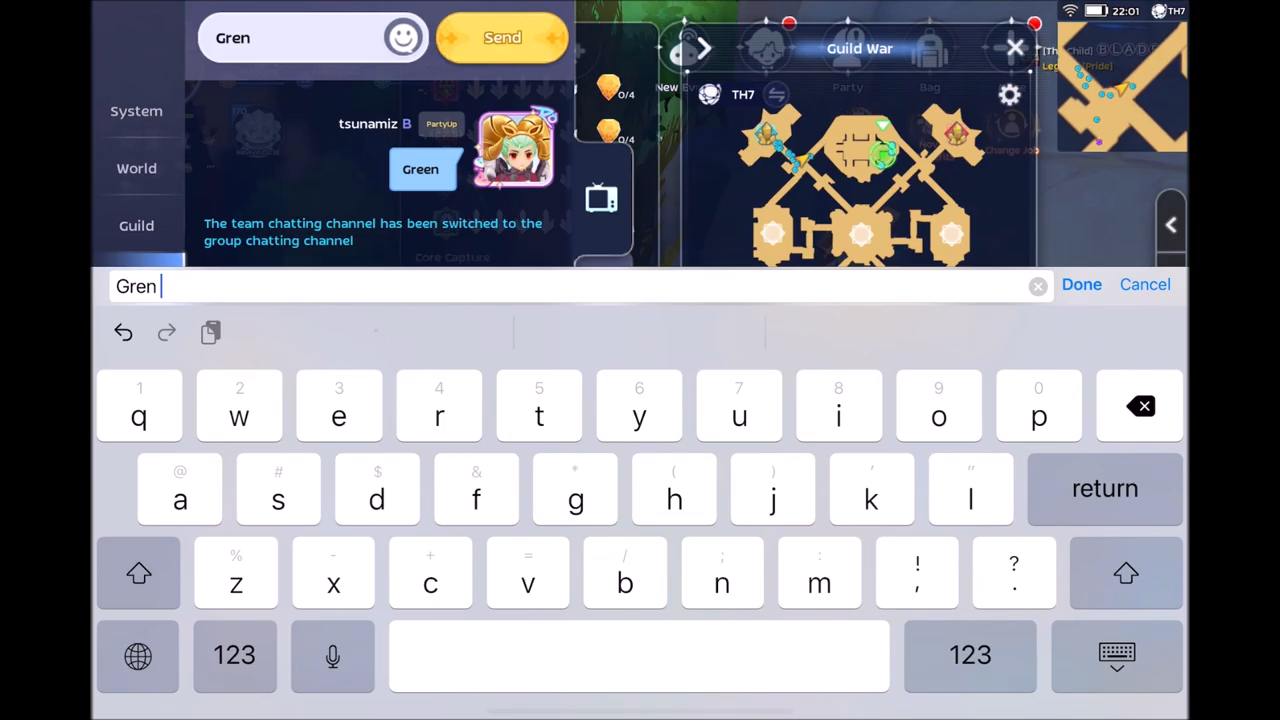 Gren
Send
System
World
Guild
tsunamiz B
PartyUp
Green
The team chatting channel has been switched to the
group chatting channel
Core Capture
0/4
0/4
Guild War
TH7
Party
Bag
22:01
TH7
Gren
Done
Cancel
1 2 3 4 5 6 7 8 9 0
q w e r t y u i o p
@ # $ & * ( ) ' "
a s d f g h j k l return
% - + = / ; : ! ?
z x c v b n m , .
123
123